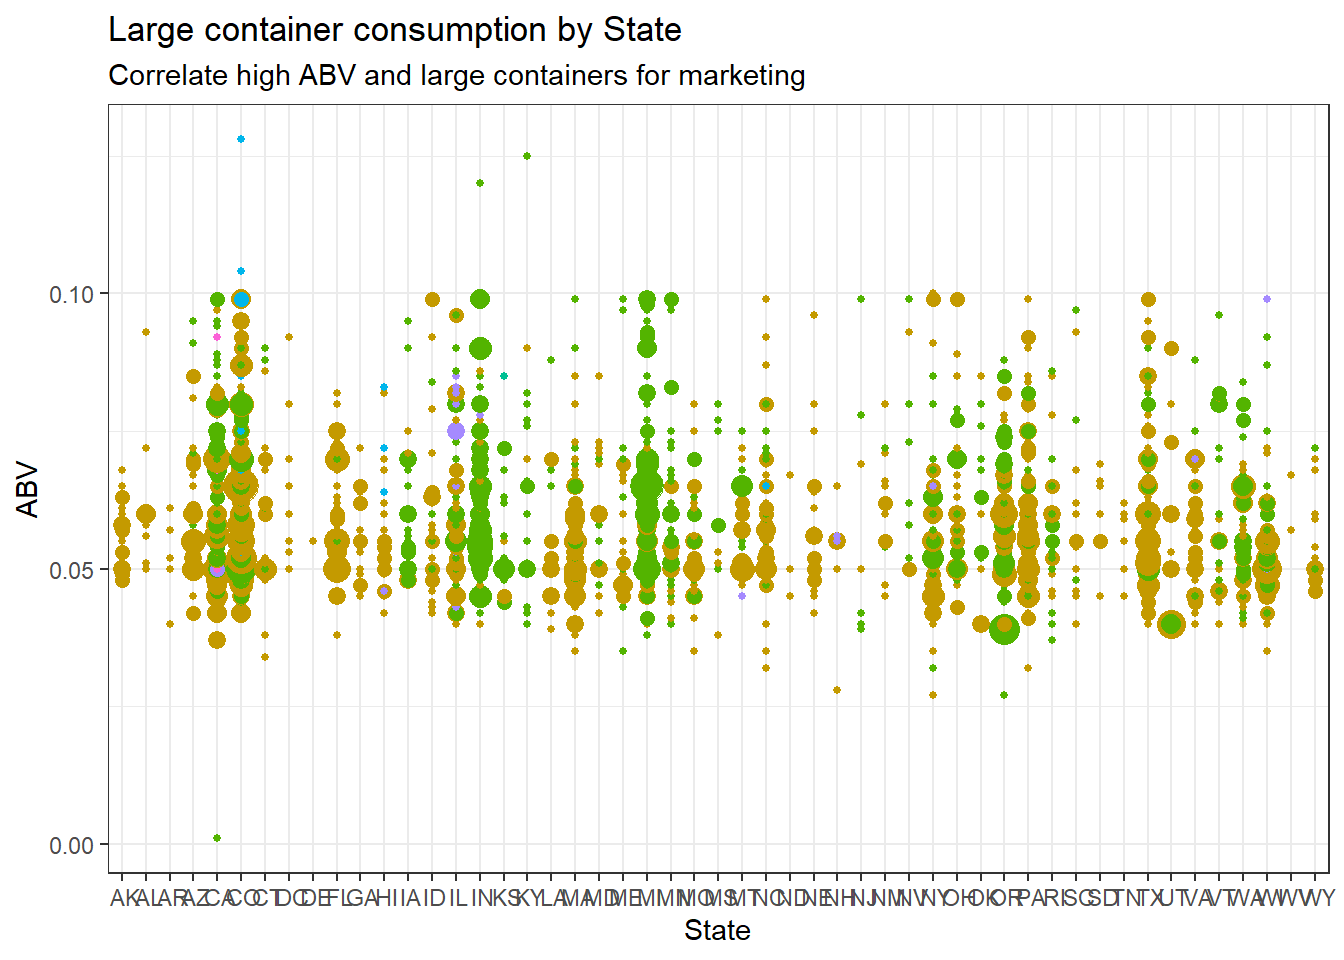 Large container consumption by State
Correlate high ABV and large containers for marketing
ABV
0.10
0.05
0.00
AK AL AR AZ CA CO CT DC DE FL GA HI IA ID IL IN KS KY LA MA MD ME MI MN MO MS MT NC ND NE NH NJ NM NV NY OH OK OR PA RI SC SD TN TX UT VA VT WA WI WV WY
State